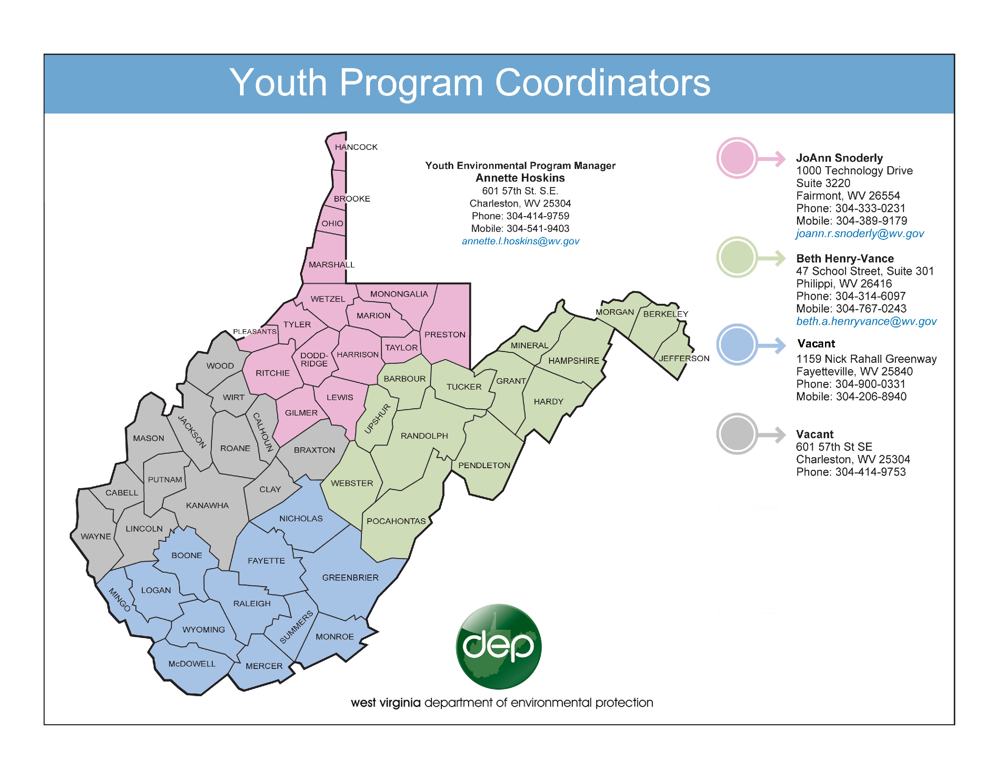 Youth Program Coordinators
HANCOCK
BROOKE
OHIO
MARSHALL
Youth Environmental Program Manager
Annette Hoskins
601 57th St. S.E.
Charleston, WV 25304
Phone: 304-414-9759
Mobile: 304-541-9403
annette.l.hoskins@wv.gov
JoAnn Snoderly
1000 Technology Drive
Suite 3220
Fairmont, WV 26554
Phone: 304-333-0231
Mobile: 304-389-9179
joann.r.snoderly@wv.gov
Beth Henry-Vance
47 School Street, Suite 301
Philippi, WV 26416
Phone: 304-314-6097
Mobile: 304-767-0243
beth.a.henryvance@wv.gov
Vacant
1159 Nick Rahall Greenway
Fayetteville, WV 25840
Phone: 304-900-0331
Mobile: 304-206-8940
Vacant
601 57th St SE
Charleston, WV 25304
Phone: 304-414-9753
WETZEL
MONONGALIA
MARION
TYLER
PLEASANTS
PRESTON
MORGAN
BERKELEY
MINERAL
TAYLOR
HARRISON
DODD-
RIDGE
JEFFERSON
HAMPSHIRE
WOOD
RITCHIE
BARBOUR
GRANT
TUCKER
WIRT
LEWIS
HARDY
GILMER
UPSHUR
CALHOUN
JACKSON
RANDOLPH
MASON
ROANE
BRAXTON
PENDLETON
PUTNAM
WEBSTER
CLAY
CABELL
KANAWHA
NICHOLAS
POCAHONTAS
LINCOLN
WAYNE
BOONE
FAYETTE
GREENBRIER
LOGAN
MINGO
RALEIGH
SUMMERS
WYOMING
MONROE
McDOWELL
MERCER
dep
west virginia department of environmental protection